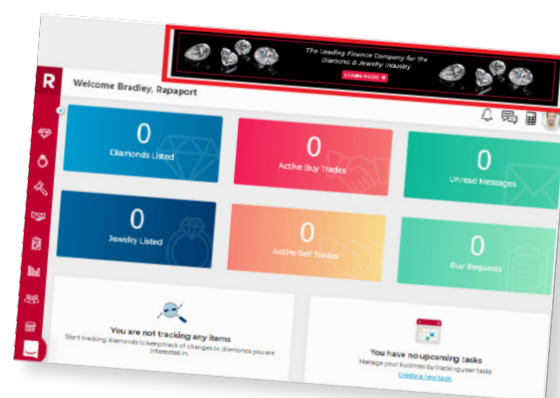 The Leading Finance Company for the
Diamond & Jewelry Industry
LEARN MORE
R
Welcome Bradley, Rapaport
0
Diamonds Listed
0
Active Buy Trades
0
Unread Messages
0
Jewelry Listed
0
Active Sell Trades
0
Buy Requests
You are not tracking any items
Start tracking diamonds to keep track of changes to diamonds you are
interested in.
You have no upcoming tasks
Manage your business by tracking your tasks
Create a new task